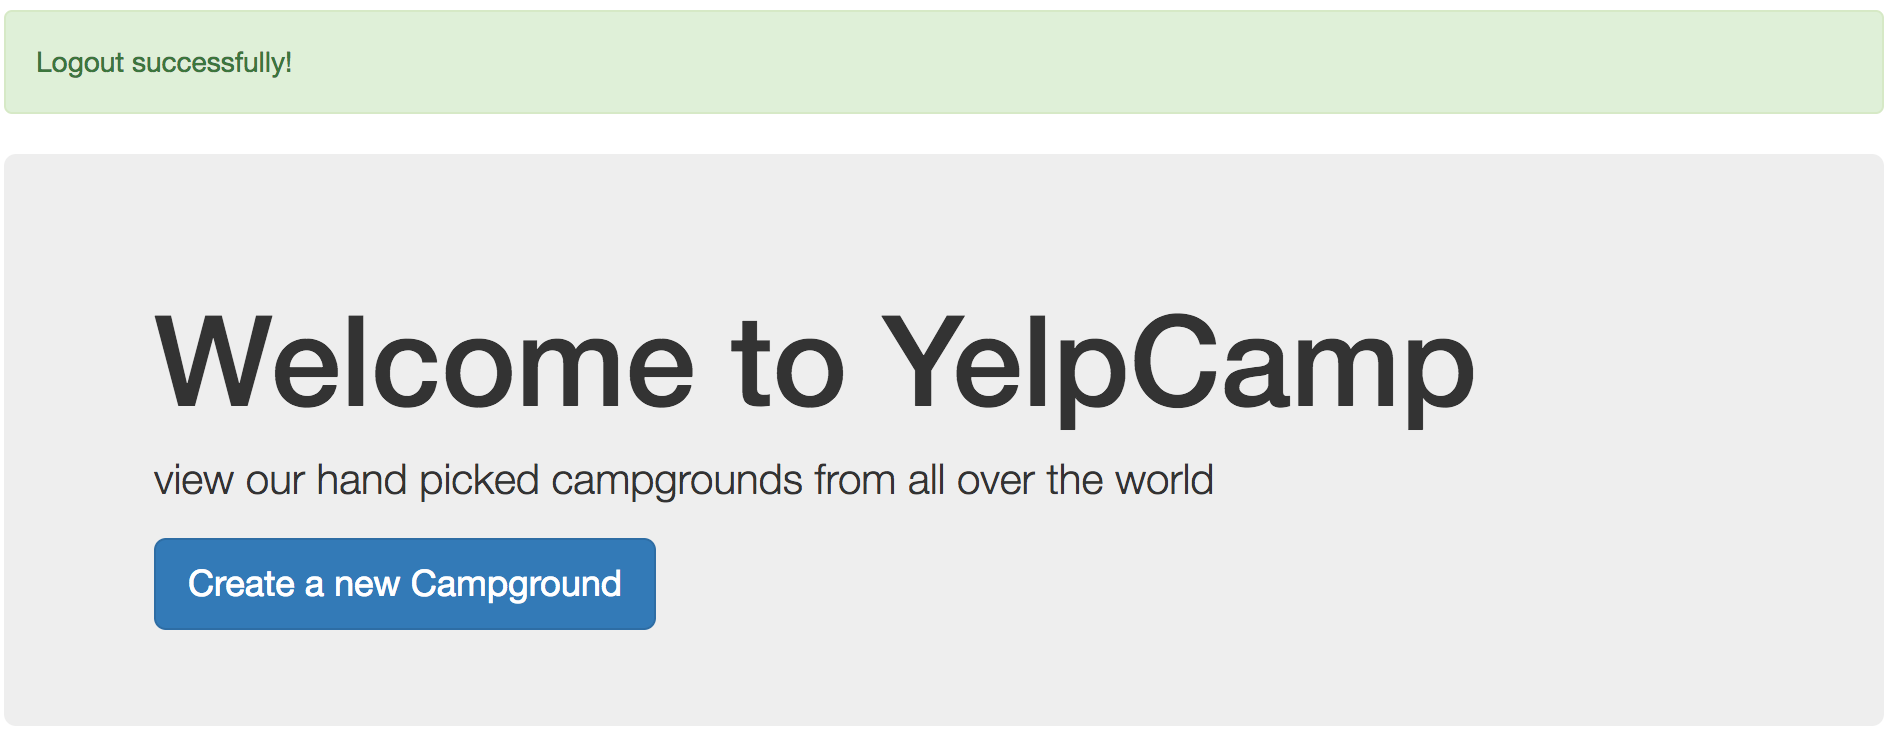 Logout successfully!
Welcome to YelpCamp
view our hand picked campgrounds from all over the world
Create a new Campground